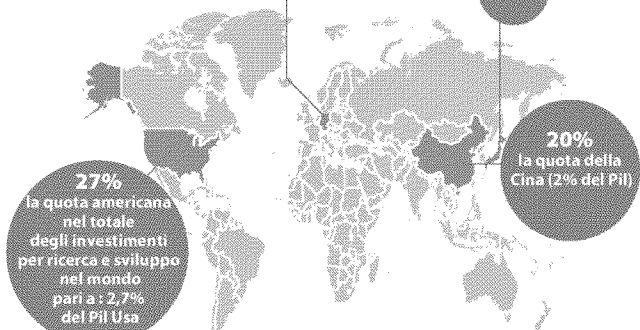 27%
la quota americana
nel totale
degli investimenti
per ricerca e sviluppo
nel mondo
pari a : 2,7%
del Pil Usa
20%
la quota della
Cina (2% del Pil)